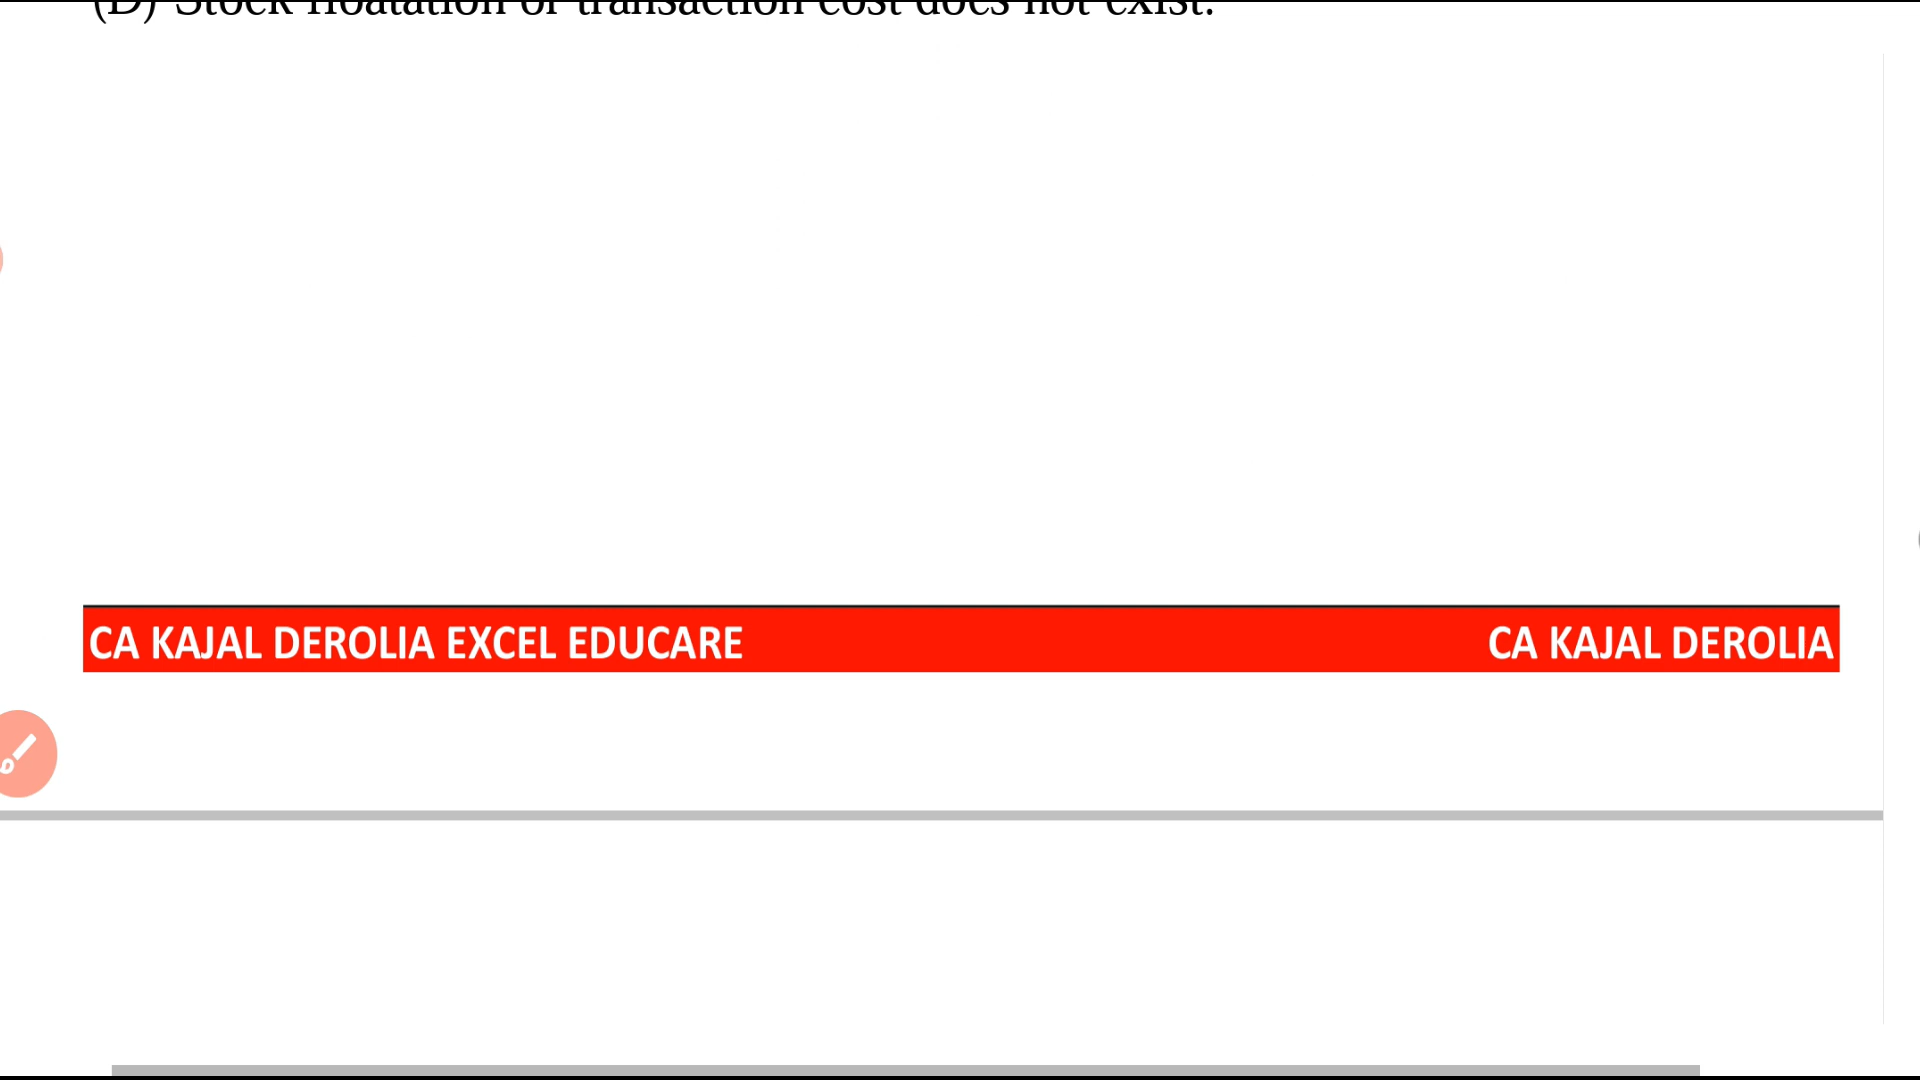 (D) Stock floatation or transaction cost does not exist.
CA KAJAL DEROLIA EXCEL EDUCARE
CA KAJAL DEROLIA